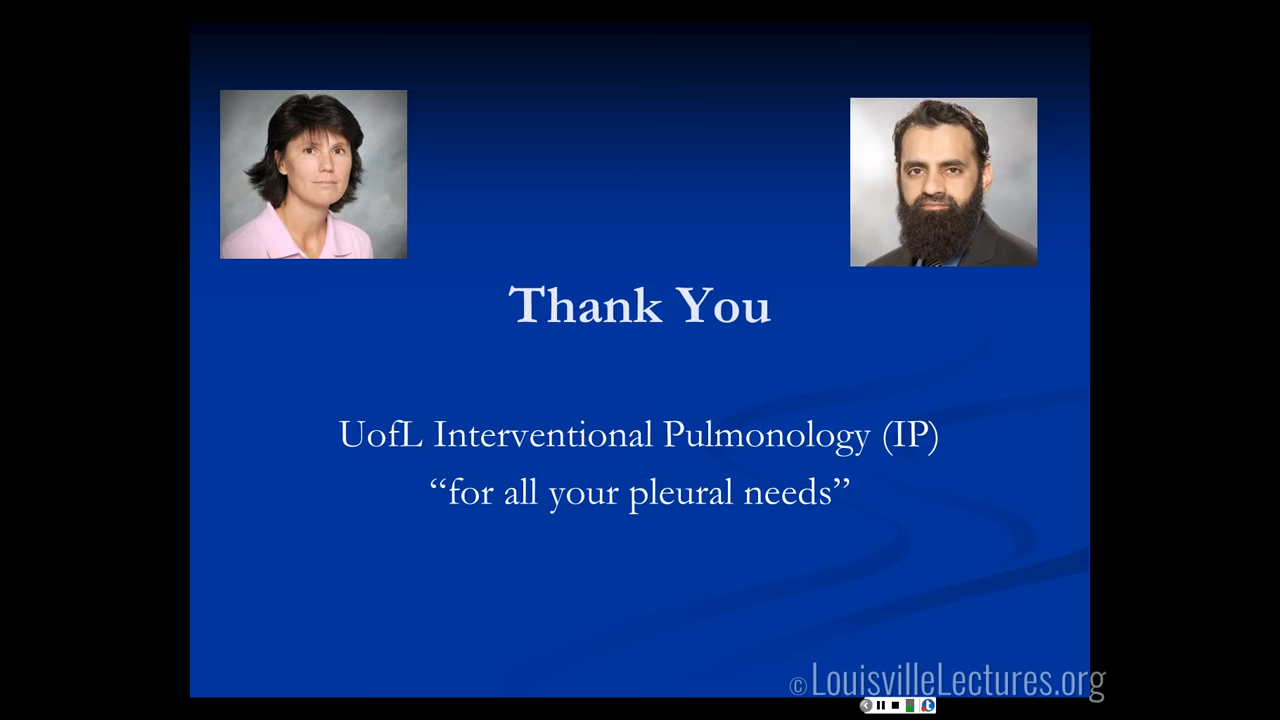 Thank You
UofL Interventional Pulmonology (IP)
“for all your pleural needs”
© LouisvilleLectures.org